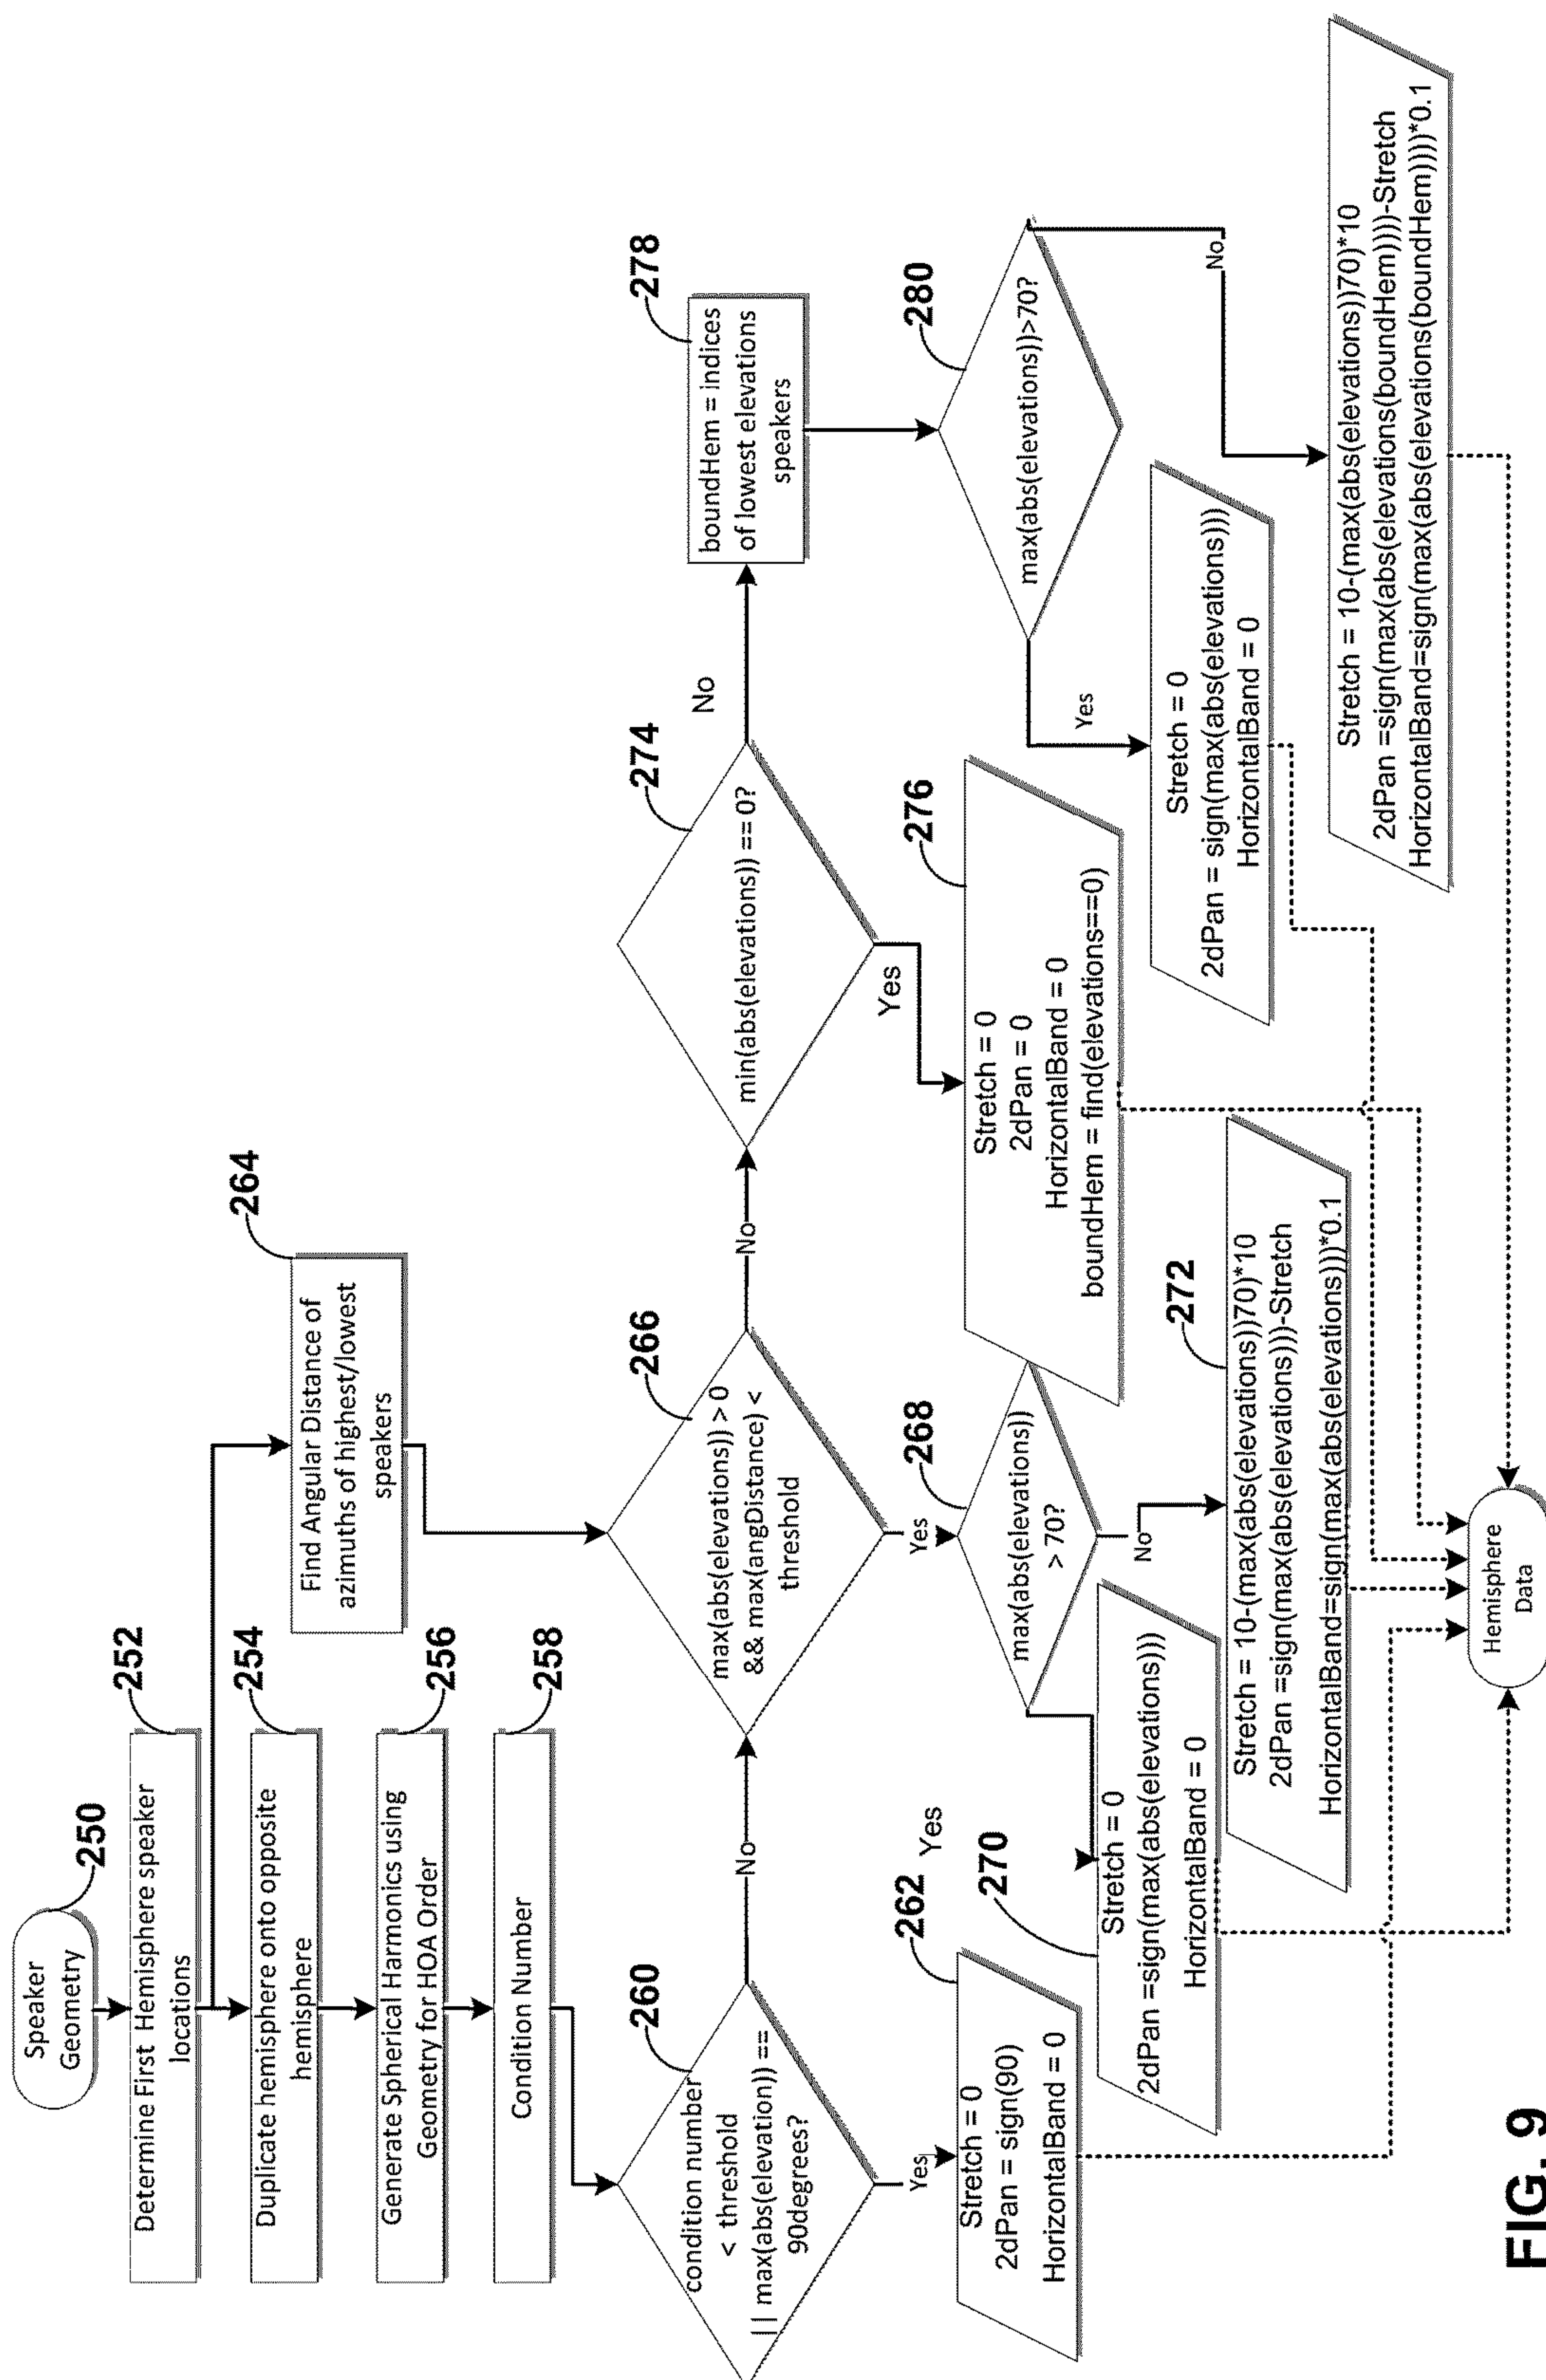 Speaker
Geometry
250
252
Determine First Hemisphere speaker
locations
254
Duplicate hemisphere onto opposite
hemisphere
256
Generate Spherical Harmonics using
Geometry for HOA Order
258
Condition Number
264
Find Angular Distance of
azimuths of highest/lowest
speakers
260
condition number
< threshold
|| max(abs(elevation)) ==
90degrees?
No
Yes
262
Stretch = 0
2dPan = sign(90)
HorizontalBand = 0
266
max(abs(elevations)) > 0
&& max(angDistance) <
threshold
No
Yes
268
max(abs(elevations))
> 70?
Yes
No
270
Stretch = 0
2dPan =sign(max(abs(elevations)))
HorizontalBand = 0
272
Stretch = 10-(max(abs(elevations))70)*10
2dPan =sign(max(abs(elevations)))-Stretch
HorizontalBand=sign(max(abs(elevations)))*0.1
274
min(abs(elevations)) == 0?
No
Yes
276
Stretch = 0
2dPan = 0
HorizontalBand = 0
boundHem = find(elevations==0)
278
boundHem = indices
of lowest elevations
speakers
280
max(abs(elevations))>70?
Yes
No
Stretch = 0
2dPan = sign(max(abs(elevations)))
HorizontalBand = 0
Stretch = 10-(max(abs(elevations))70)*10
2dPan =sign(max(abs(elevations(boundHem))))-Stretch
HorizontalBand=sign(max(abs(elevations(boundHem))))*0.1
Hemisphere
Data
FIG. 9